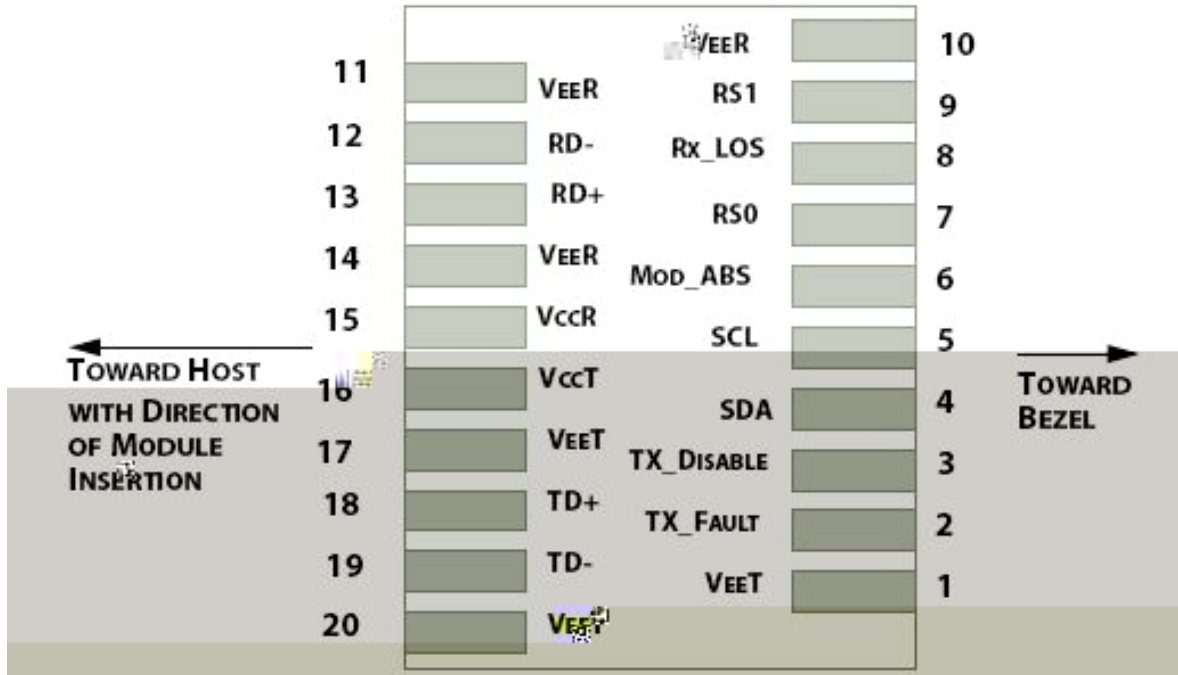 VEER 10
11 VEER
RS1 9
12 RD-
Rx_LOS 8
13 RD+
RS0 7
14 VEER
MOD_ABS 6
15 VCCR
SCL 5
TOWARD HOST
WITH DIRECTION
OF MODULE
INSERTION
TOWARD
BEZEL
16 VCCT
SDA 4
17 VEET
TX_DISABLE 3
18 TD+
TX_FAULT 2
19 TD-
VEET 1
20 VEET